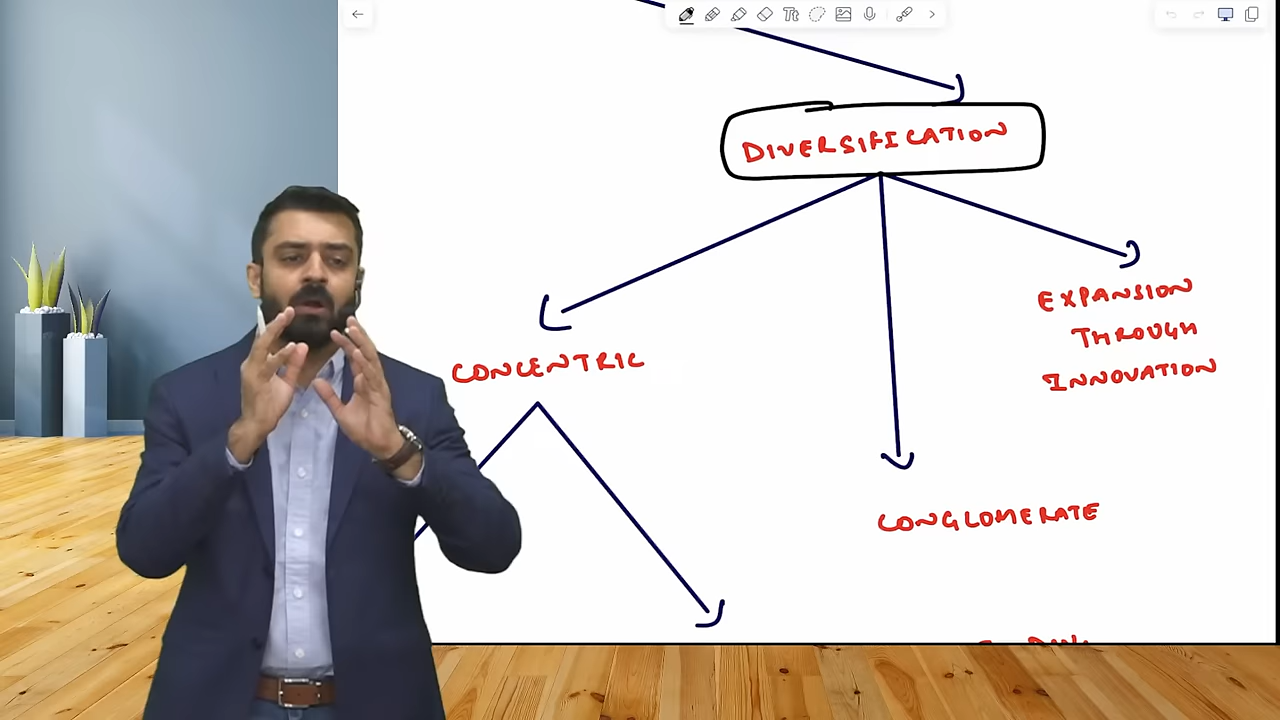 DIVERSIFICATION
EXPANSION
THROUGH
INNOVATION
CONCENTRIC
CONGLOMERATE